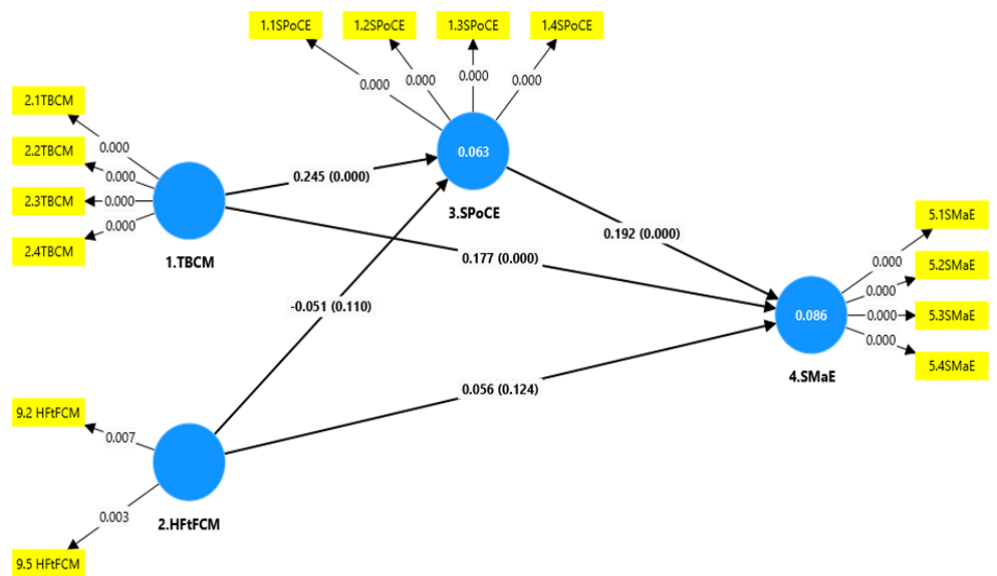 1.1SPoCE
1.2SPoCE
1.3SPoCE
1.4SPoCE
0.000
0.000
0.000
0.000
2.1TBCM
2.2TBCM
2.3TBCM
2.4TBCM
0.000
0.000
0.000
0.000
1.TBCM
0.245 (0.000)
0.063
3.SPoCE
0.192 (0.000)
0.177 (0.000)
-0.051 (0.110)
0.056 (0.124)
0.086
4.SMaE
5.1SMaE
5.2SMaE
5.3SMaE
5.4SMaE
0.000
0.000
0.000
0.000
9.2 HFtFCM
0.007
2.HFtFCM
0.003
9.5 HFtFCM